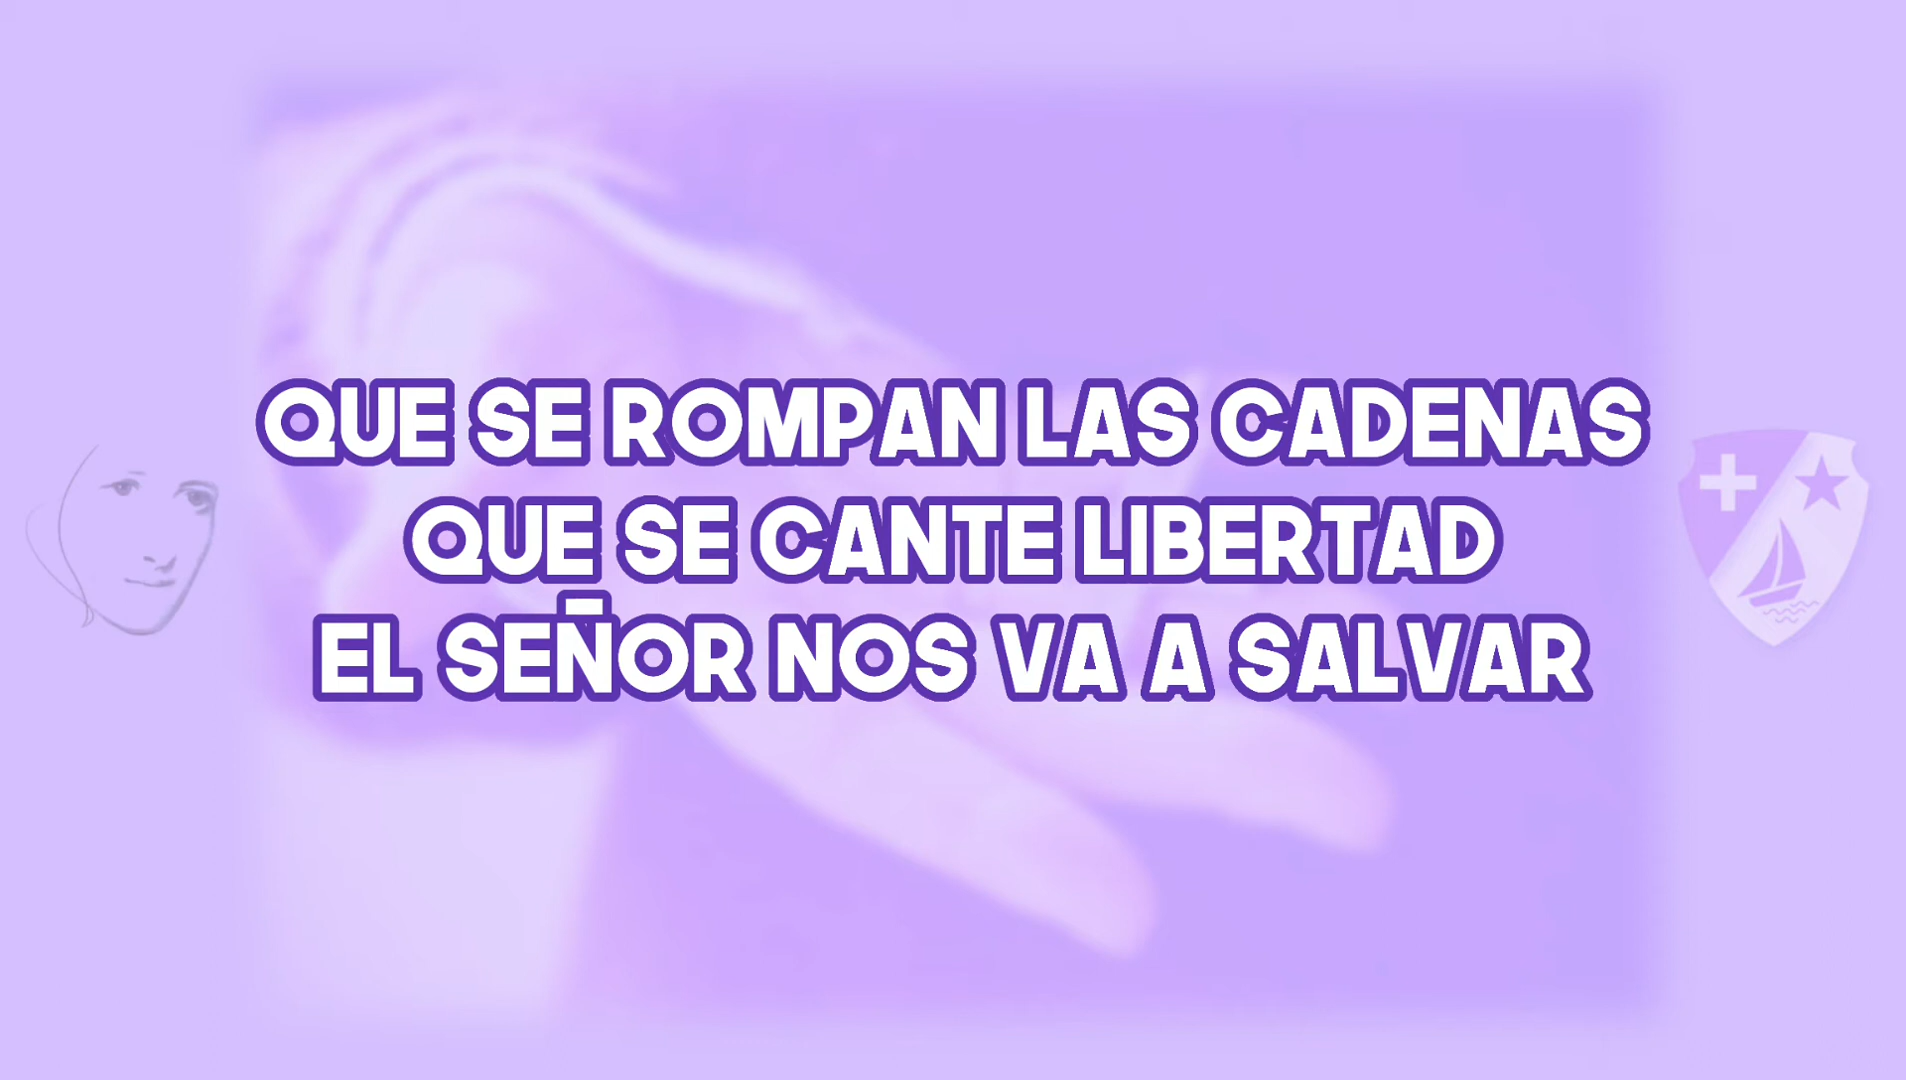 QUE SE ROMPAN LAS CADENAS
QUE SE CANTE LIBERTAD
EL SEÑOR NOS VA A SALVAR